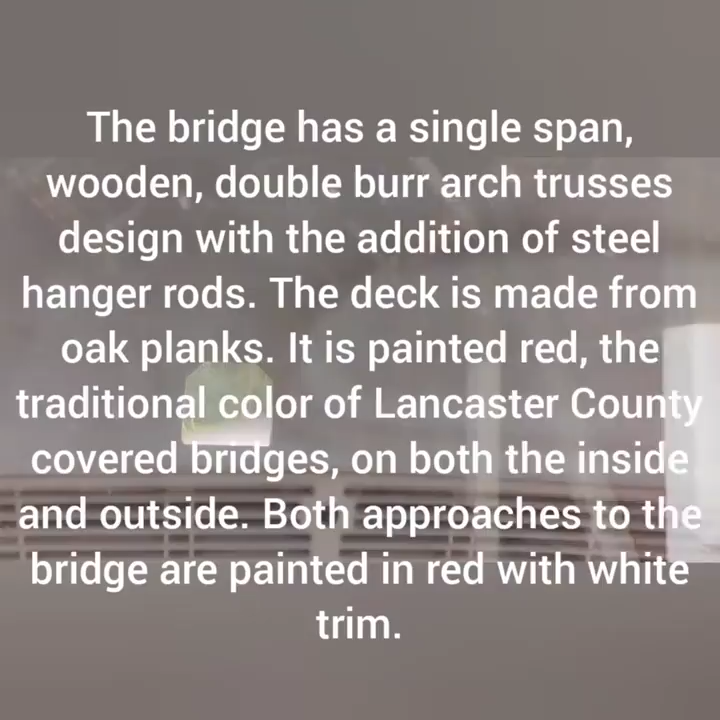 The bridge has a single span,
wooden, double burr arch trusses
design with the addition of steel
hanger rods. The deck is made from
oak planks. It is painted red, the
traditional color of Lancaster County
covered bridges, on both the inside
and outside. Both approaches to the
bridge are painted in red with white
trim.